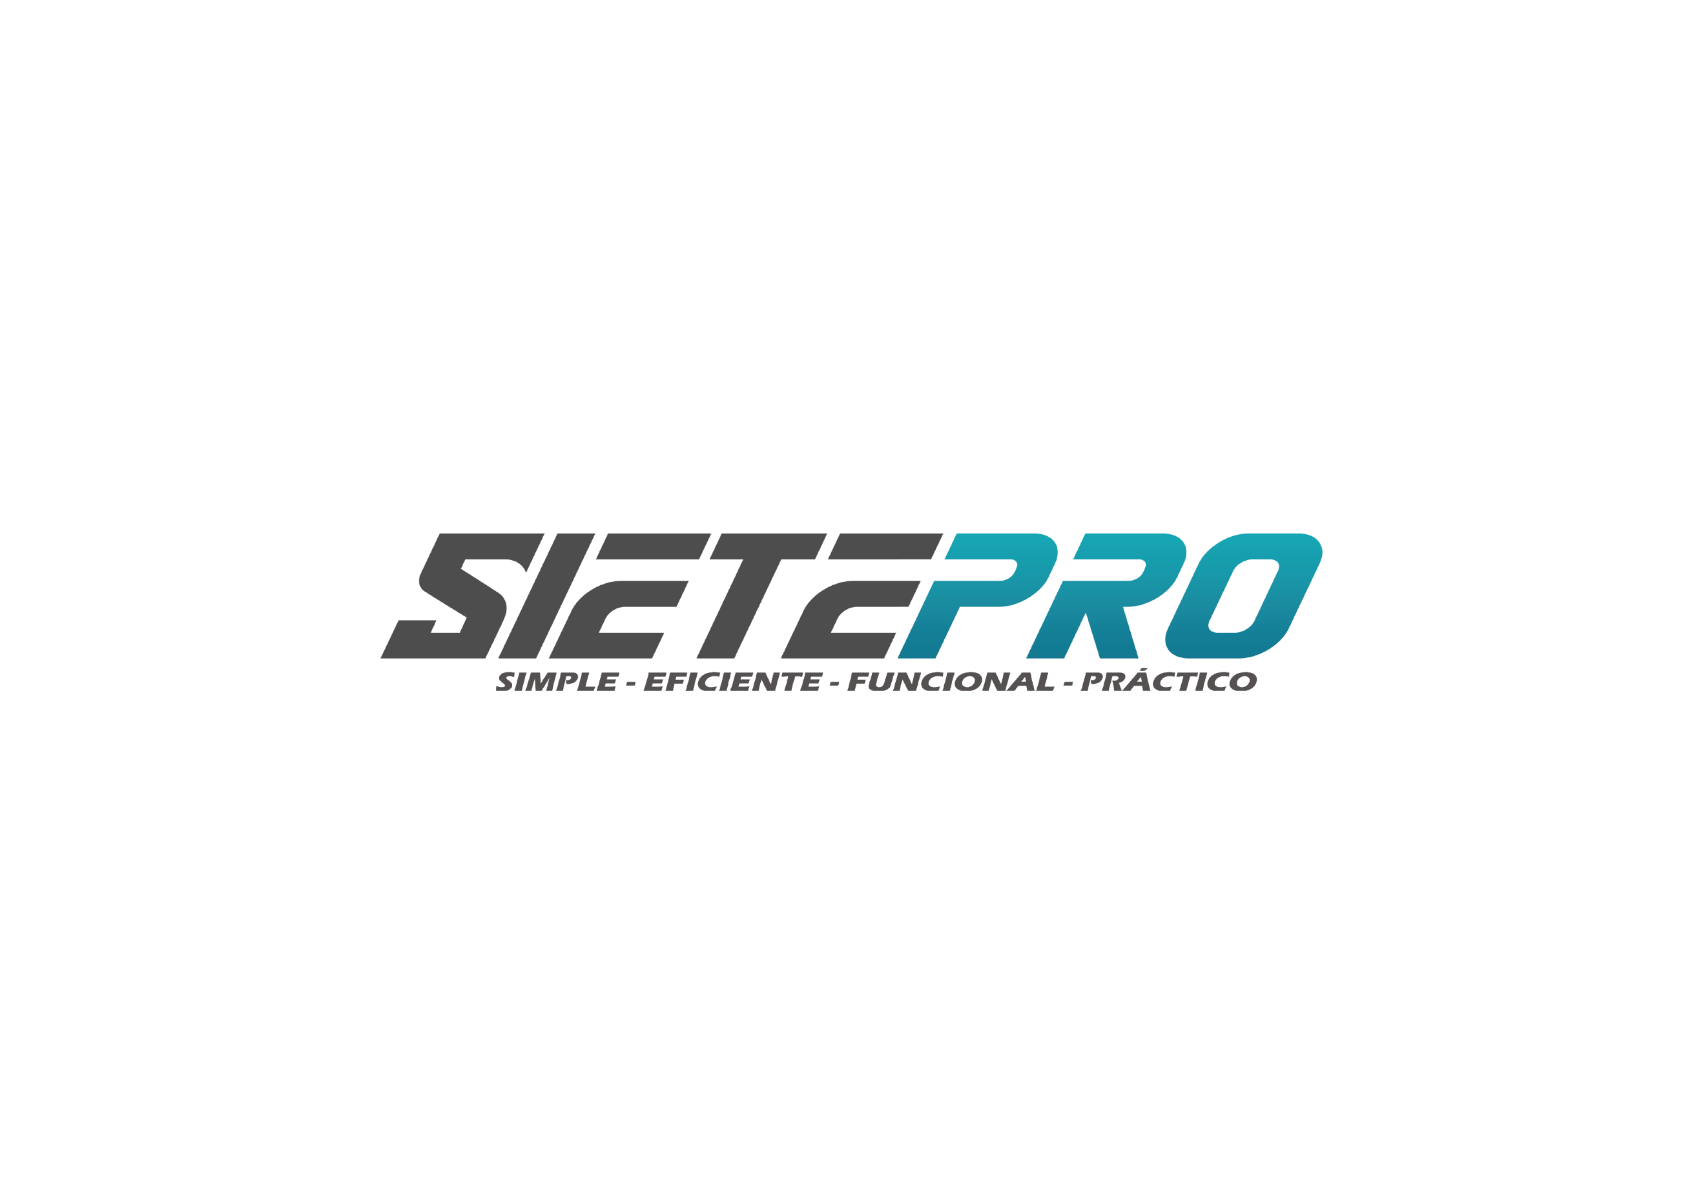 SIETEPRO
SIMPLE - EFICIENTE - FUNCIONAL - PRÁCTICO